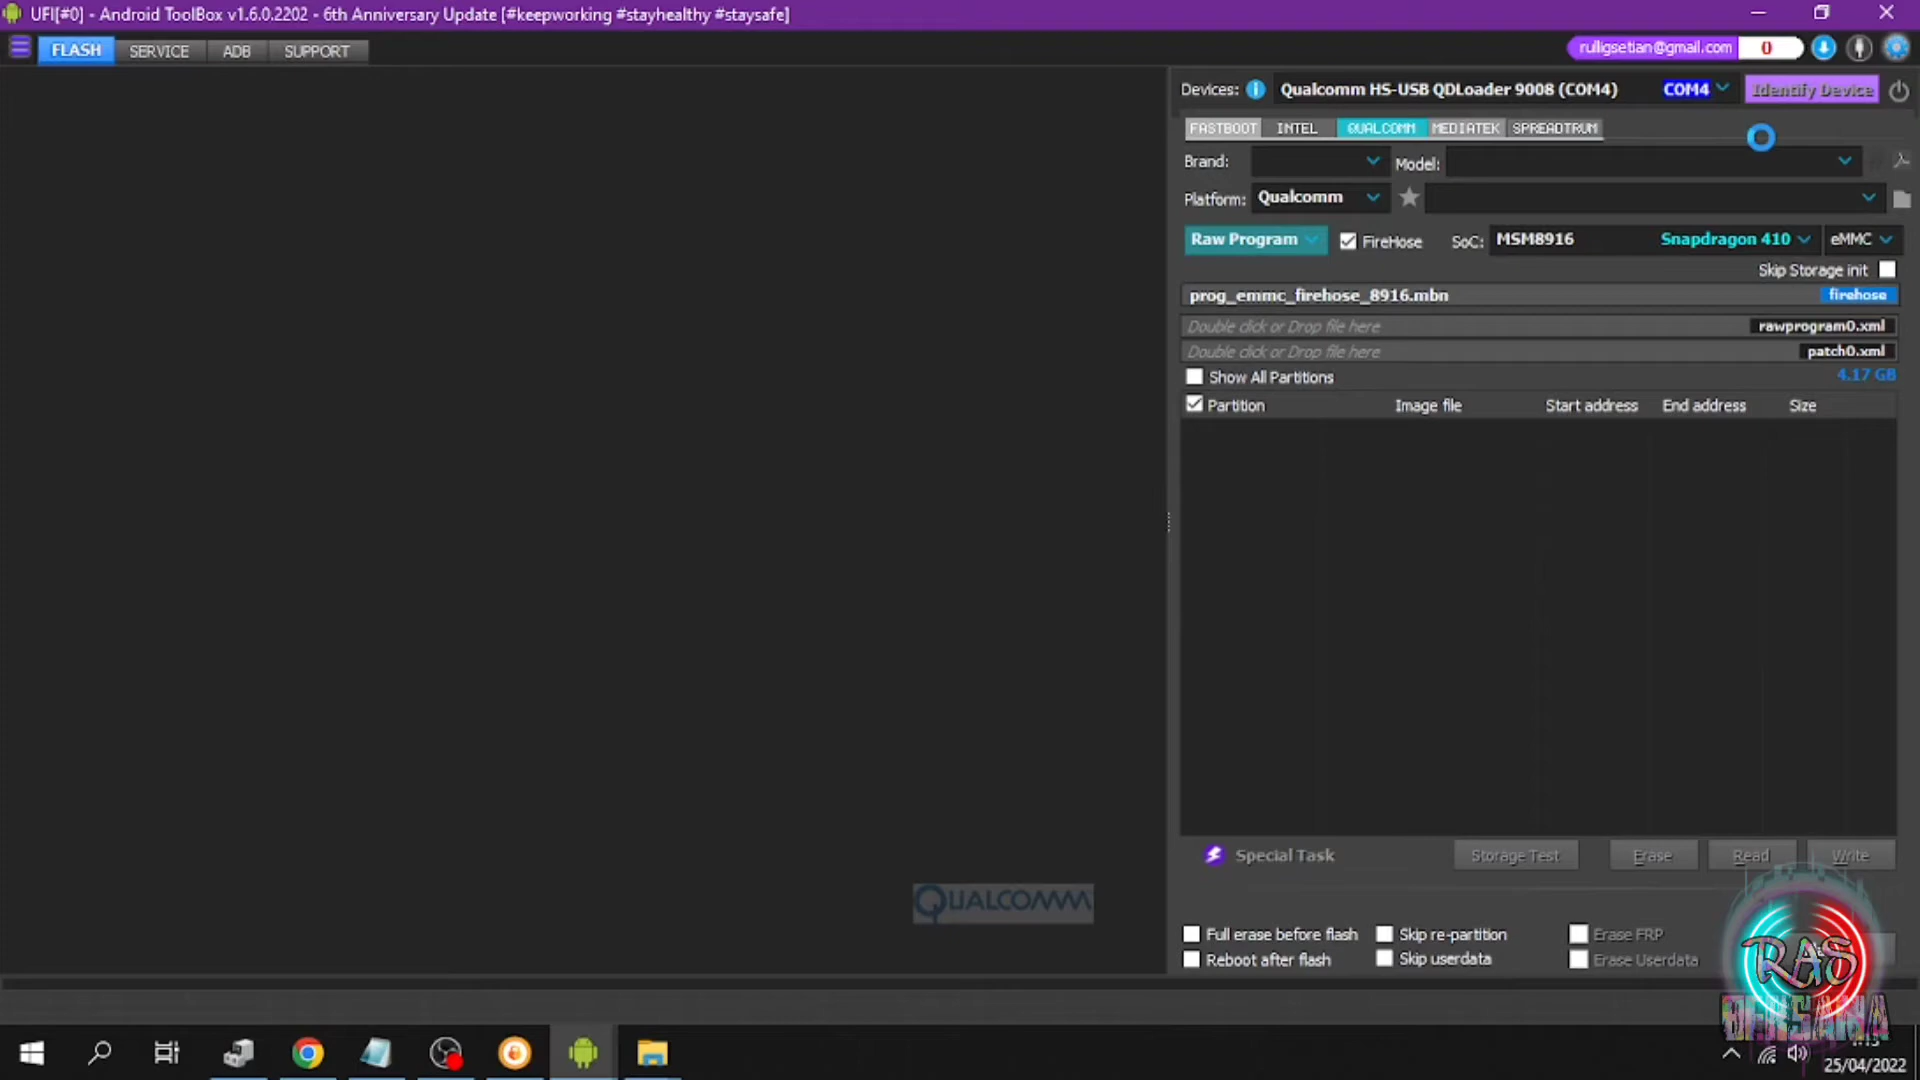 UFI[#0] - Android ToolBox v1.6.0.2202 - 6th Anniversary Update [#keepworking #stayhealthy #staysafe]
FLASH SERVICE ADB SUPPORT
rulligsetian@gmail.com 0
Devices: Qualcomm HS-USB QDLoader 9008 (COM4) COM4 Identify Device
FASTBOOT INTEL QUALCOMM MEDIATEK SPREADTRUM
Brand: Model:
Platform: Qualcomm
Raw Program FireHose SoC: MSM8916 Snapdragon 410 eMMC
Skip Storage init
prog_emmc_firehose_8916.mbn firehose
Double click or Drop file here rawprogram0.xml
Double click or Drop file here patch0.xml
Show All Partitions 4.17 GB
Partition Image file Start address End address Size
Special Task Storage Test Erase Read Write
QUALCOMM
Full erase before flash Skip re-partition Erase FRP
Reboot after flash Skip userdata Erase Userdata
RAS
BERSAMA
25/04/2022